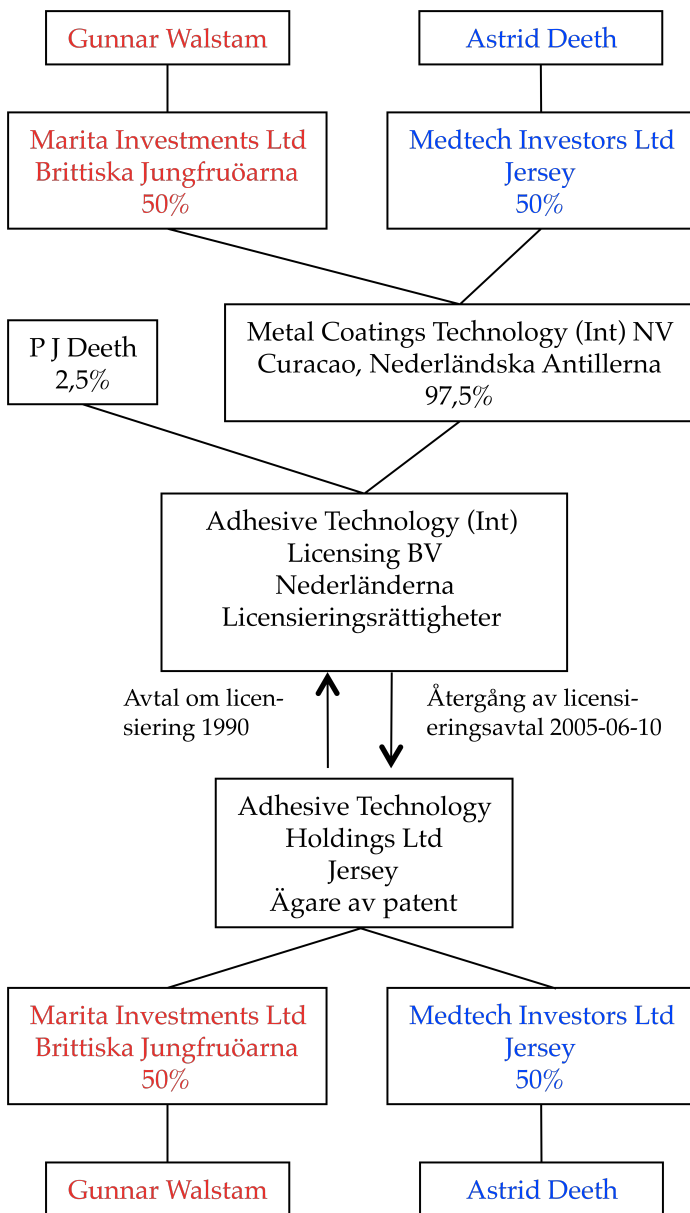 Gunnar Walstam
Astrid Deeth
Marita Investments Ltd
Brittiska Jungfruöarna
50%
Medtech Investors Ltd
Jersey
50%
P J Deeth
2,5%
Metal Coatings Technology (Int) NV
Curacao, Nederländska Antillerna
97,5%
Adhesive Technology (Int)
Licensing BV
Nederländerna
Licensieringsrättigheter
Avtal om licen-
siering 1990
Återgång av licensi-
eringsavtal 2005-06-10
Adhesive Technology
Holdings Ltd
Jersey
Ägare av patent
Marita Investments Ltd
Brittiska Jungfruöarna
50%
Medtech Investors Ltd
Jersey
50%
Gunnar Walstam
Astrid Deeth